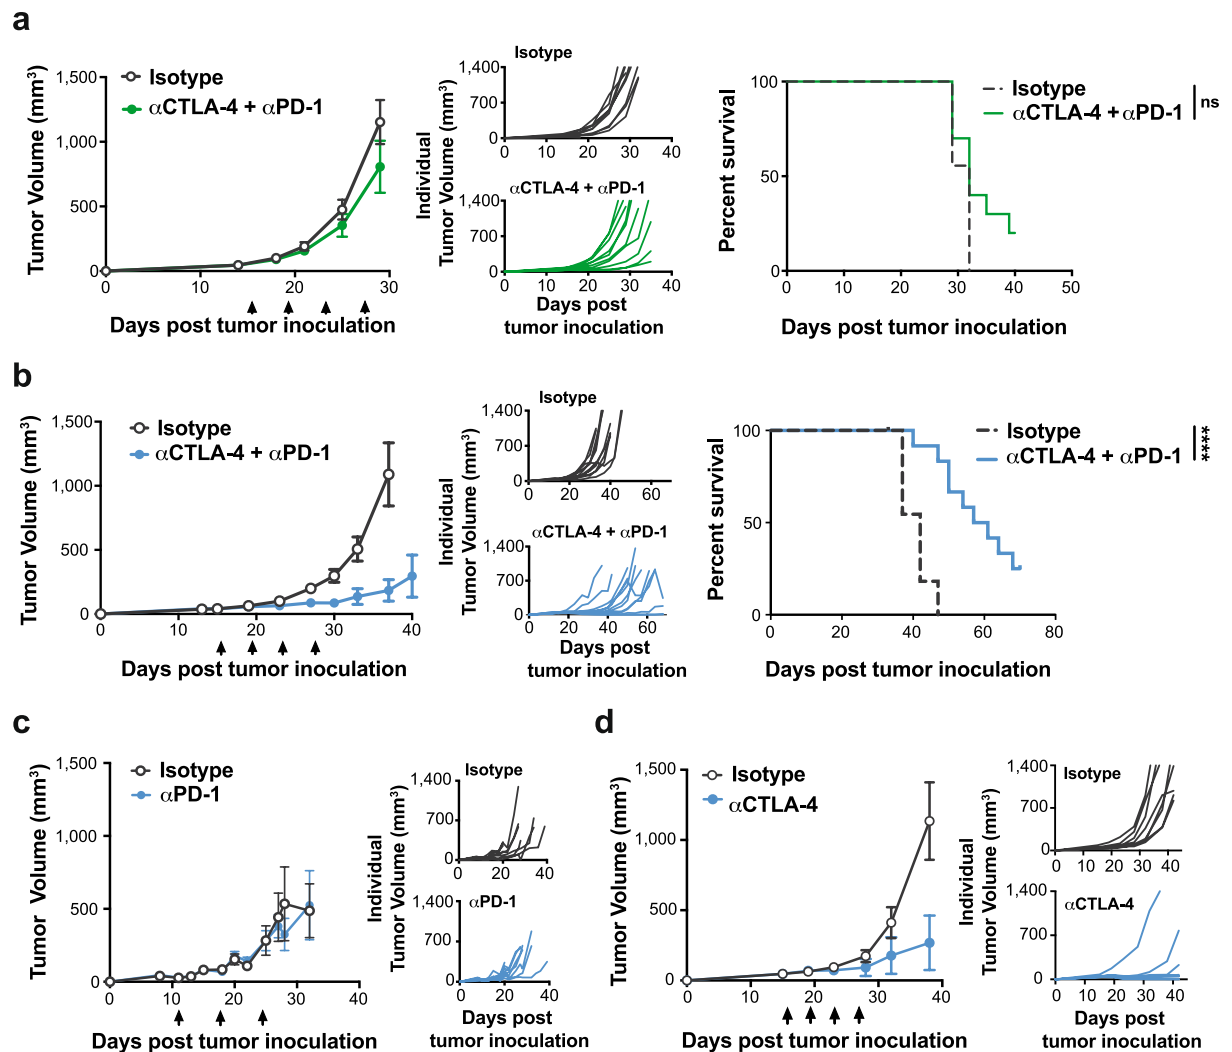 a
Tumor Volume (mm³)
1,500
1,000
500
0
Isotype
αCTLA-4 + αPD-1
0 10 20 30
Days post tumor inoculation
Individual
Tumor Volume (mm³)
Isotype
1,400
700
0
0 10 20 30 40
αCTLA-4 + αPD-1
1,400
700
0
0 10 20 30 40
Days post
tumor inoculation
Percent survival
100
50
0
Isotype
αCTLA-4 + αPD-1
ns
0 10 20 30 40 50
Days post tumor inoculation
b
Tumor Volume (mm³)
1,500
1,000
500
0
Isotype
αCTLA-4 + αPD-1
0 10 20 30 40
Days post tumor inoculation
Individual
Tumor Volume (mm³)
Isotype
1,400
700
0
0 20 40 60
αCTLA-4 + αPD-1
1,400
700
0
0 20 40 60
Days post
tumor inoculation
Percent survival
100
50
0
Isotype
αCTLA-4 + αPD-1
****
0 20 40 60 80
Days post tumor inoculation
c
Tumor Volume (mm³)
1,500
1,000
500
0
Isotype
αPD-1
0 10 20 30 40
Days post tumor inoculation
Individual
Tumor Volume (mm³)
Isotype
1,400
700
0
0 20 40
αPD-1
1,400
700
0
0 20 40
Days post
tumor inoculation
d
Tumor Volume (mm³)
1,500
1,000
500
0
Isotype
αCTLA-4
0 10 20 30 40
Days post tumor inoculation
Individual
Tumor Volume (mm³)
Isotype
1,400
700
0
0 10 20 30 40
αCTLA-4
1,400
700
0
0 10 20 30 40
Days post
tumor inoculation